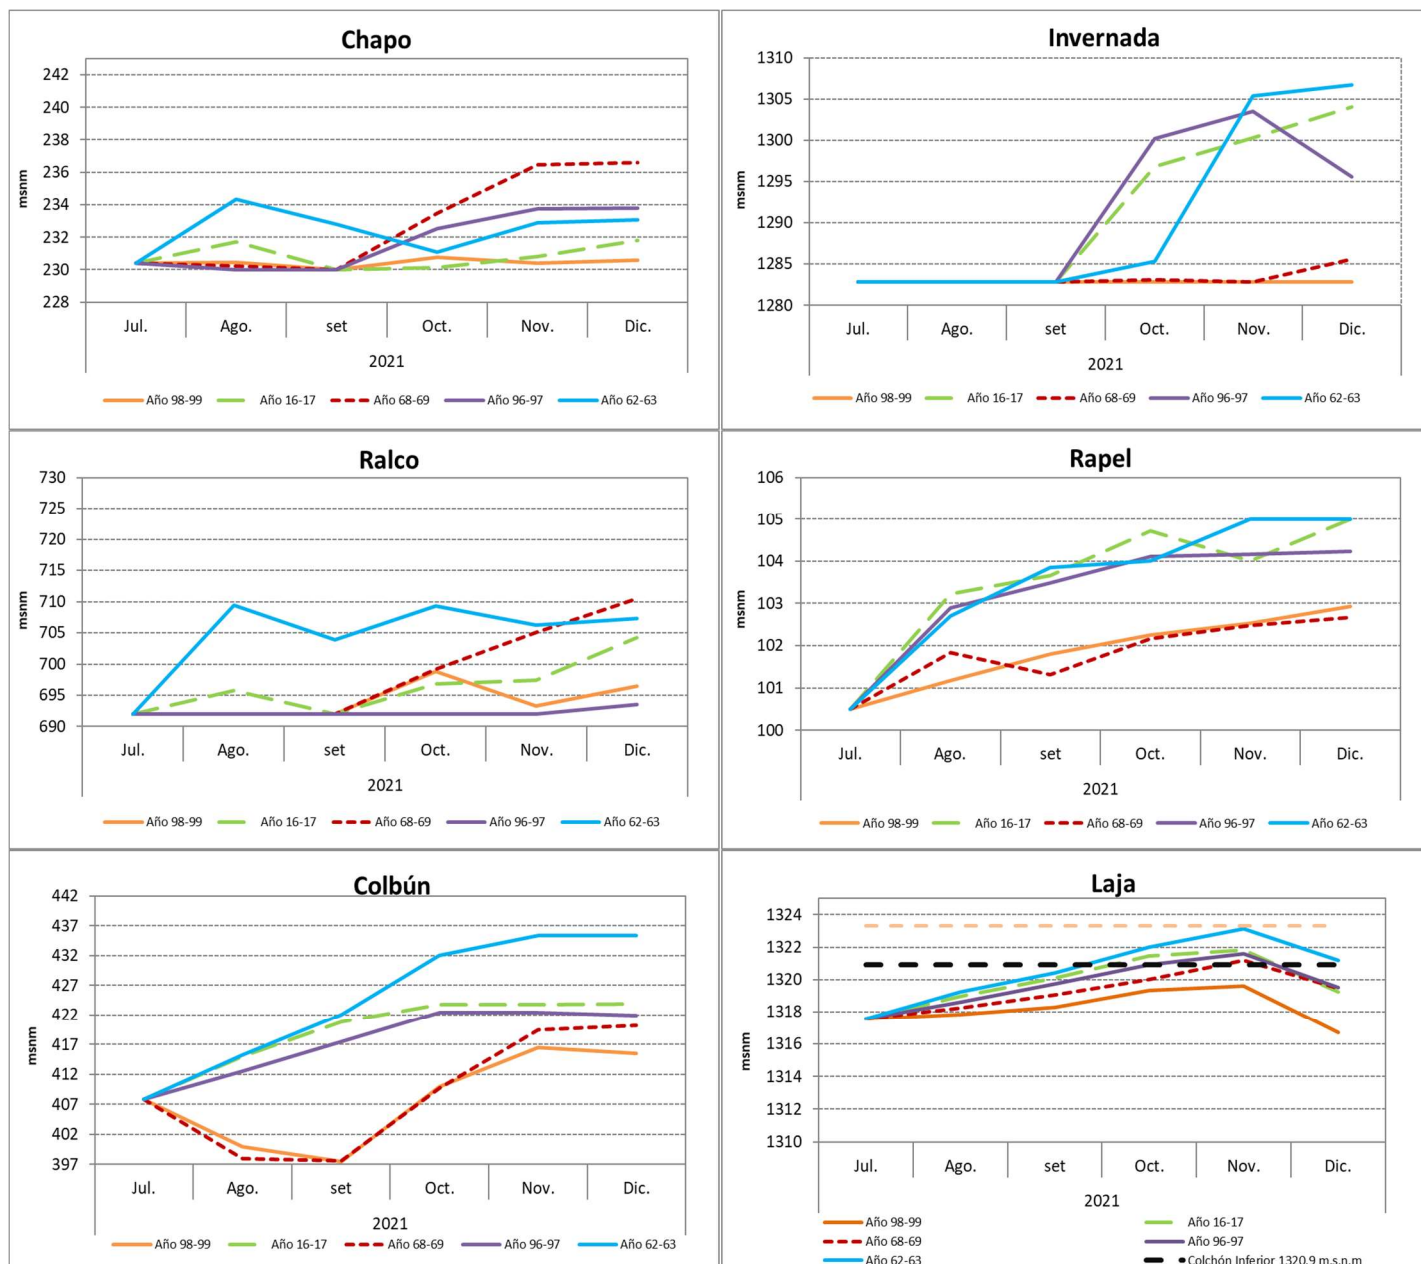 Chapo
msnm
242
240
238
236
234
232
230
228
Jul. Ago. set Oct. Nov. Dic.
2021
Año 98-99 Año 16-17 Año 68-69 Año 96-97 Año 62-63
Invernada
msnm
1310
1305
1300
1295
1290
1285
1280
Jul. Ago. set Oct. Nov. Dic.
2021
Año 98-99 Año 16-17 Año 68-69 Año 96-97 Año 62-63
Ralco
msnm
730
725
720
715
710
705
700
695
690
Jul. Ago. set Oct. Nov. Dic.
2021
Año 98-99 Año 16-17 Año 68-69 Año 96-97 Año 62-63
Rapel
msnm
106
105
104
103
102
101
100
Jul. Ago. set Oct. Nov. Dic.
2021
Año 98-99 Año 16-17 Año 68-69 Año 96-97 Año 62-63
Colbún
msnm
442
437
432
427
422
417
412
407
402
397
Jul. Ago. set Oct. Nov. Dic.
2021
Año 98-99 Año 16-17 Año 68-69 Año 96-97 Año 62-63
Laja
msnm
1324
1322
1320
1318
1316
1314
1312
1310
Jul. Ago. set Oct. Nov. Dic.
2021
Año 98-99 Año 16-17
Año 68-69 Año 96-97
Año 62-63 Colchón Inferior 1320,9 m.s.n.m